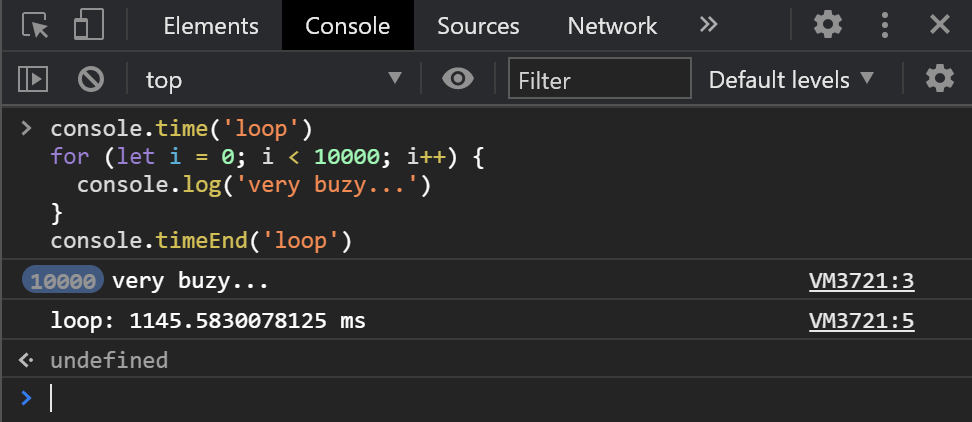 Elements Console Sources Network
top Filter Default levels
console.time('loop')
for (let i = 0; i < 10000; i++) {
  console.log('very buzy...')
}
console.timeEnd('loop')
10000 very buzy... VM3721:3
loop: 1145.5830078125 ms VM3721:5
undefined